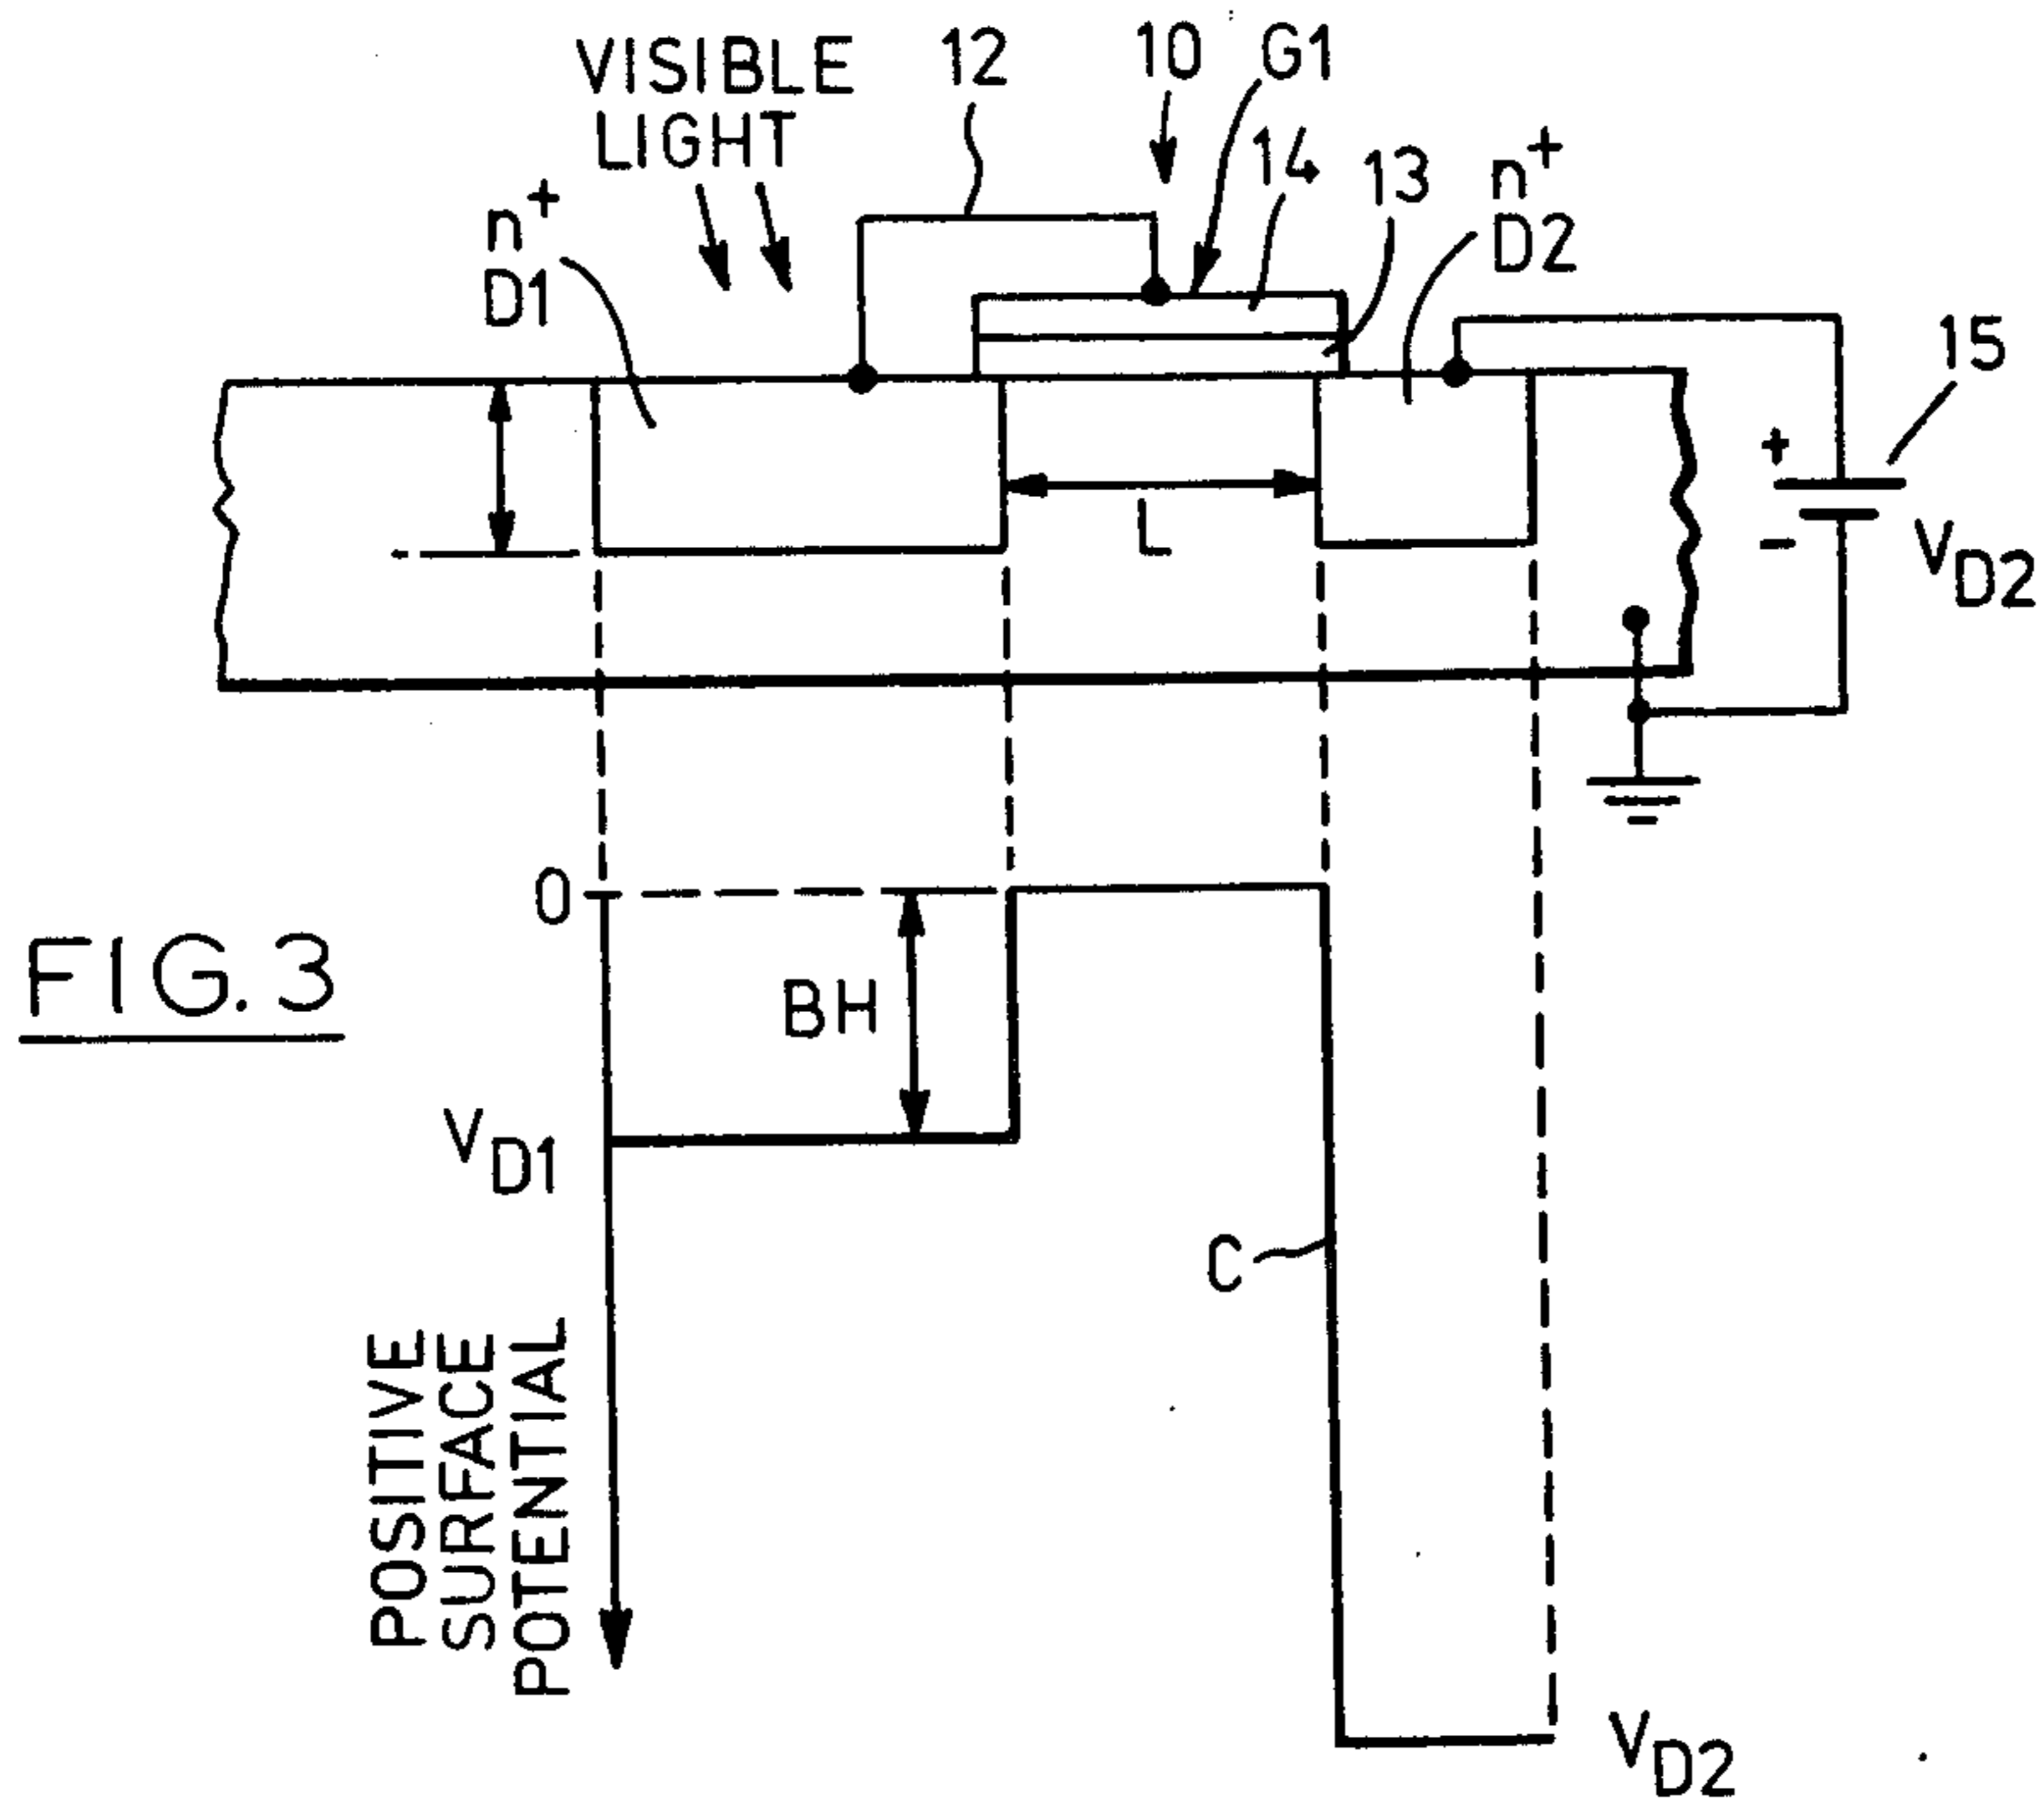 VISIBLE
LIGHT
12
10
G1
14
13
n+
D2
n+
D1
15
+
−
VD2
L
0
BH
FIG. 3
VD1
C
POSITIVE
SURFACE
POTENTIAL
VD2